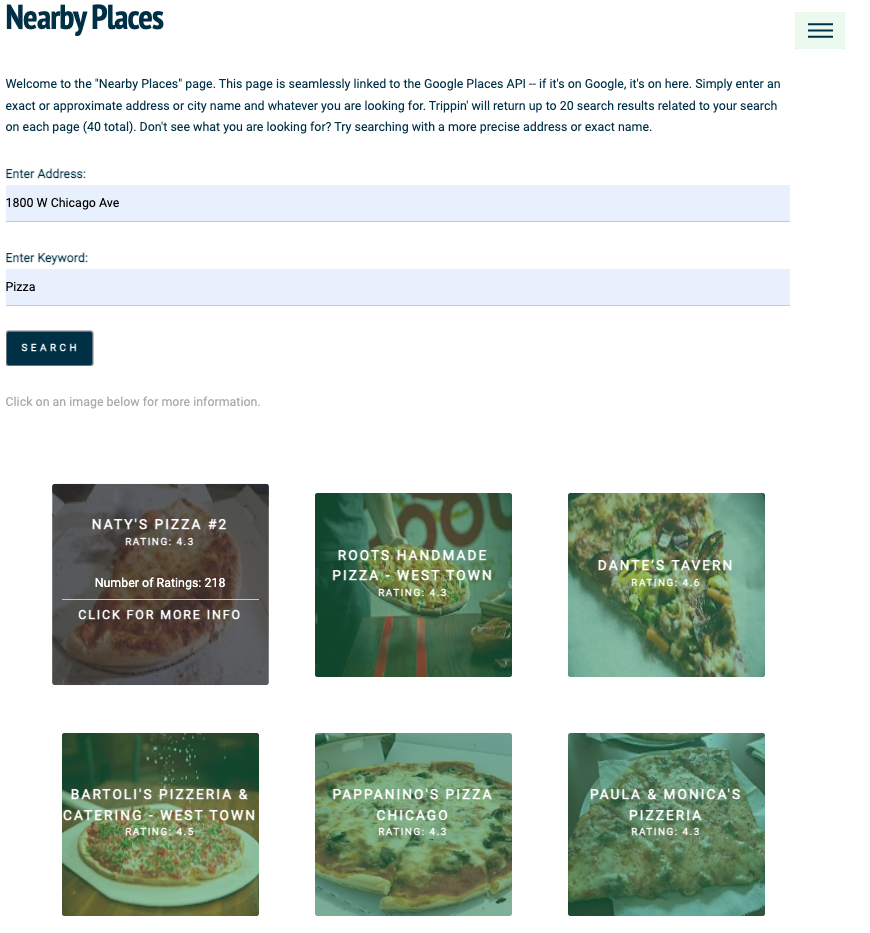 Nearby Places
Welcome to the "Nearby Places" page. This page is seamlessly linked to the Google Places API -- if it's on Google, it's on here. Simply enter an
exact or approximate address or city name and whatever you are looking for. Trippin' will return up to 20 search results related to your search
on each page (40 total). Don't see what you are looking for? Try searching with a more precise address or exact name.
Enter Address:
1800 W Chicago Ave
Enter Keyword:
Pizza
SEARCH
Click on an image below for more information.
NATY'S PIZZA #2
RATING: 4.3
Number of Ratings: 218
CLICK FOR MORE INFO
ROOTS HANDMADE
PIZZA - WEST TOWN
RATING: 4.3
DANTE'S TAVERN
RATING: 4.6
BARTOLI'S PIZZERIA &
CATERING - WEST TOWN
RATING: 4.5
PAPPANINO'S PIZZA
CHICAGO
RATING: 4.3
PAULA & MONICA'S
PIZZERIA
RATING: 4.3